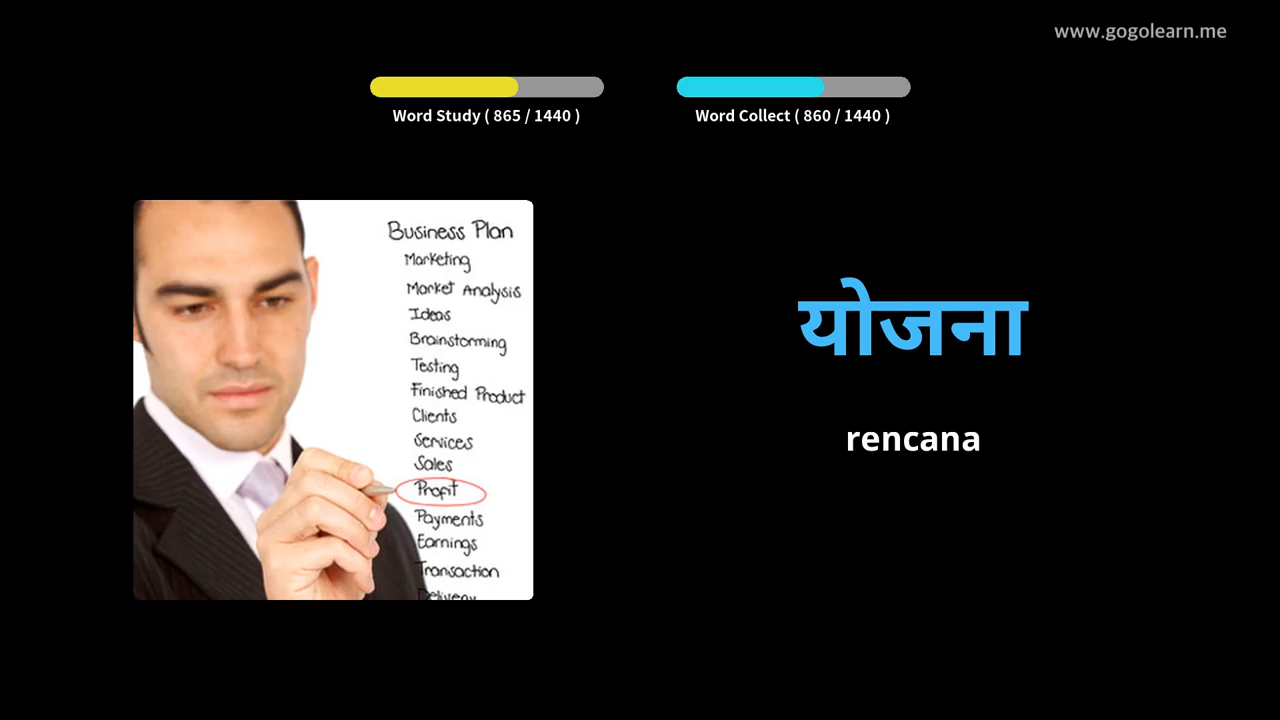 www.gogolearn.me
Word Study ( 865 / 1440 )
Word Collect ( 860 / 1440 )
Business Plan
Marketing
Market Analysis
Ideas
Brainstorming
Testing
Finished Product
Clients
Services
Sales
Profit
Payments
Earnings
Transaction
Delivery
योजना
rencana